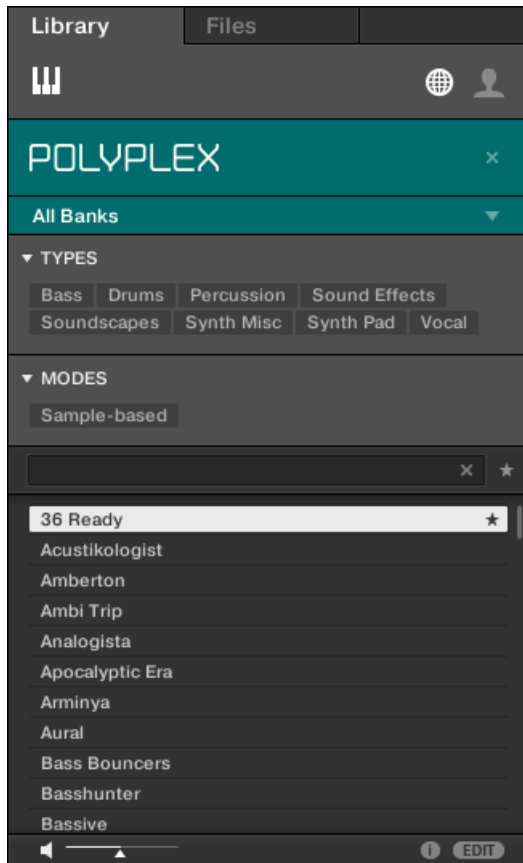 Library Files
POLYPLEX
All Banks
TYPES
Bass Drums Percussion Sound Effects
Soundscapes Synth Misc Synth Pad Vocal
MODES
Sample-based
36 Ready
Acustikologist
Amberton
Ambi Trip
Analogista
Apocalyptic Era
Arminya
Aural
Bass Bouncers
Basshunter
Bassive
i EDIT